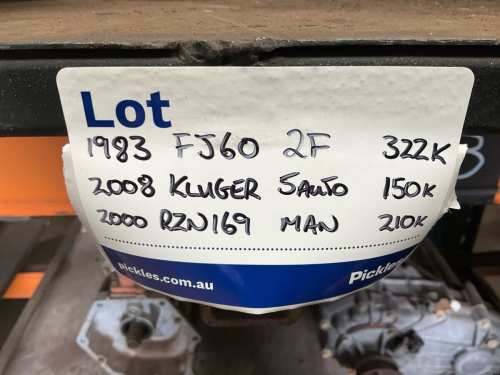 Lot
1983 FJ60 2F 322K
2008 KLUGER 5AUTO 150K
2000 RZN169 MAN 210K
pickles.com.au Pickles